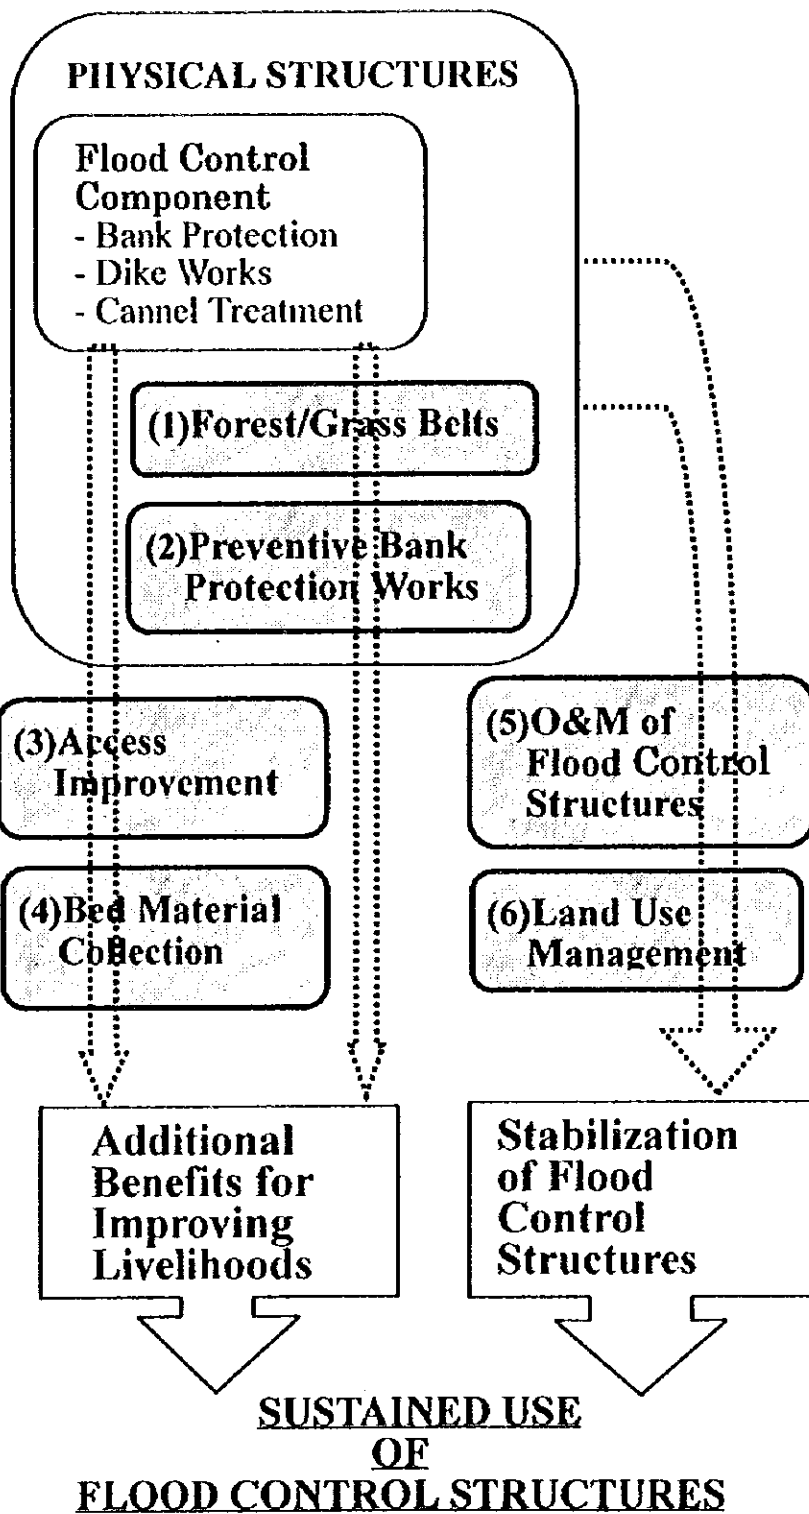 PHYSICAL STRUCTURES
Flood Control
Component
- Bank Protection
- Dike Works
- Cannel Treatment
(1)Forest/Grass Belts
(2)Preventive Bank
Protection Works
(3)Access
Improvement
(4)Bed Material
Collection
(5)O&M of
Flood Control
Structures
(6)Land Use
Management
Additional
Benefits for
Improving
Livelihoods
Stabilization
of Flood
Control
Structures
SUSTAINED USE
OF
FLOOD CONTROL STRUCTURES